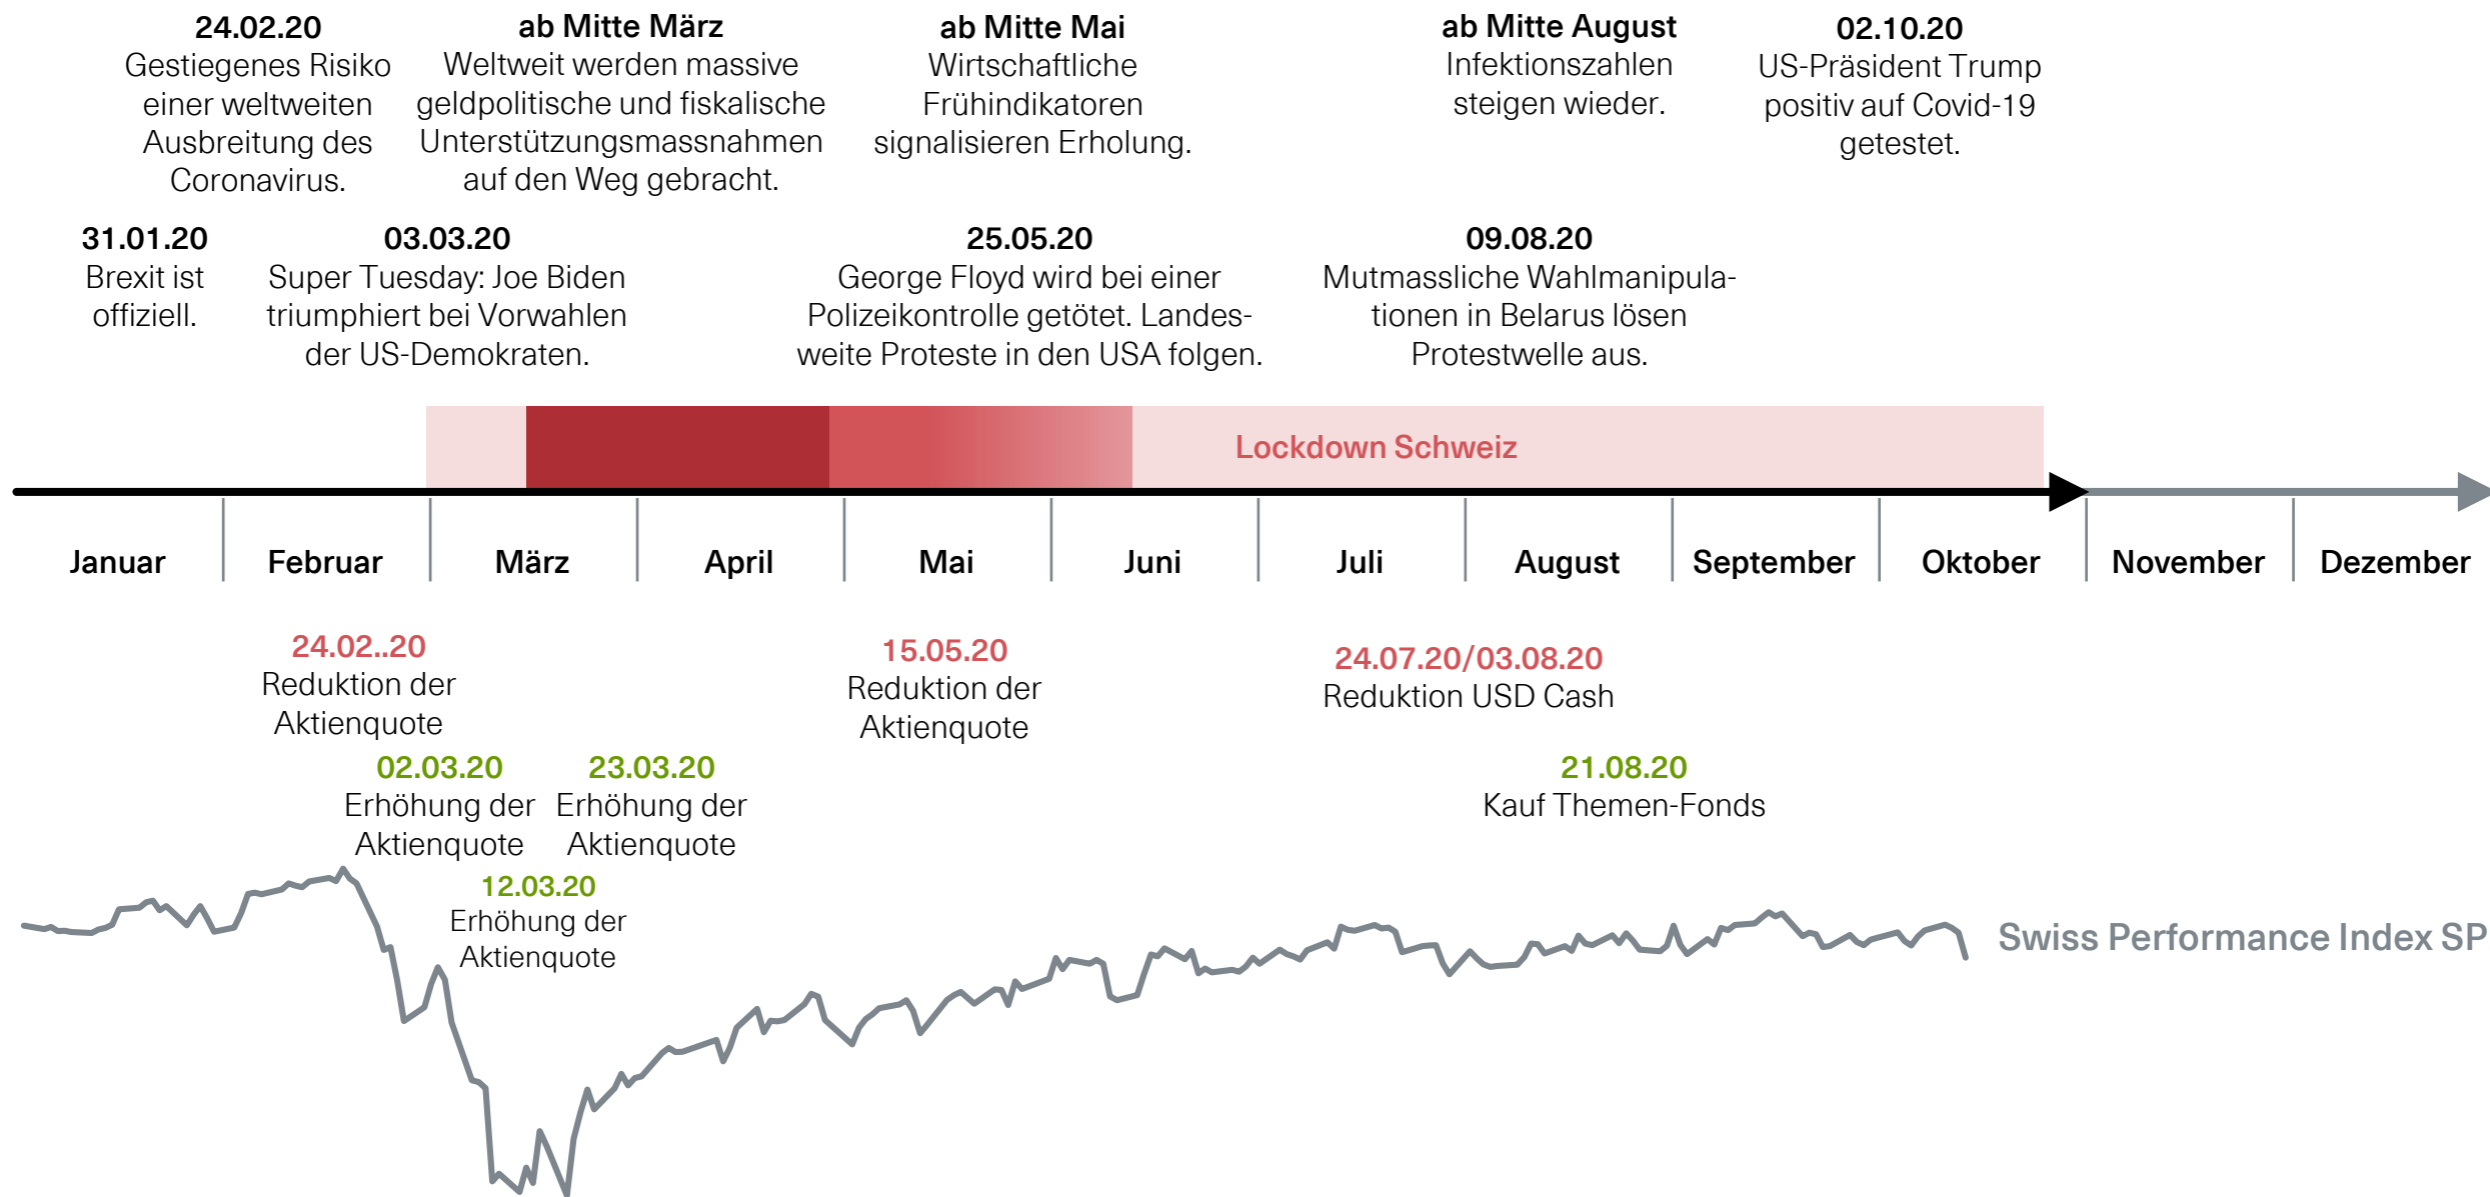 24.02.20
Gestiegenes Risiko
einer weltweiten
Ausbreitung des
Coronavirus.
ab Mitte März
Weltweit werden massive
geldpolitische und fiskalische
Unterstützungsmassnahmen
auf den Weg gebracht.
ab Mitte Mai
Wirtschaftliche
Frühindikatoren
signalisieren Erholung.
ab Mitte August
Infektionszahlen
steigen wieder.
02.10.20
US-Präsident Trump
positiv auf Covid-19
getestet.
31.01.20
Brexit ist
offiziell.
03.03.20
Super Tuesday: Joe Biden
triumphiert bei Vorwahlen
der US-Demokraten.
25.05.20
George Floyd wird bei einer
Polizeikontrolle getötet. Landes-
weite Proteste in den USA folgen.
09.08.20
Mutmassliche Wahlmanipula-
tionen in Belarus lösen
Protestwelle aus.
Lockdown Schweiz
Januar
Februar
März
April
Mai
Juni
Juli
August
September
Oktober
November
Dezember
24.02..20
Reduktion der
Aktienquote
02.03.20
Erhöhung der
Aktienquote
12.03.20
Erhöhung der
Aktienquote
23.03.20
Erhöhung der
Aktienquote
15.05.20
Reduktion der
Aktienquote
24.07.20/03.08.20
Reduktion USD Cash
21.08.20
Kauf Themen-Fonds
Swiss Performance Index SP